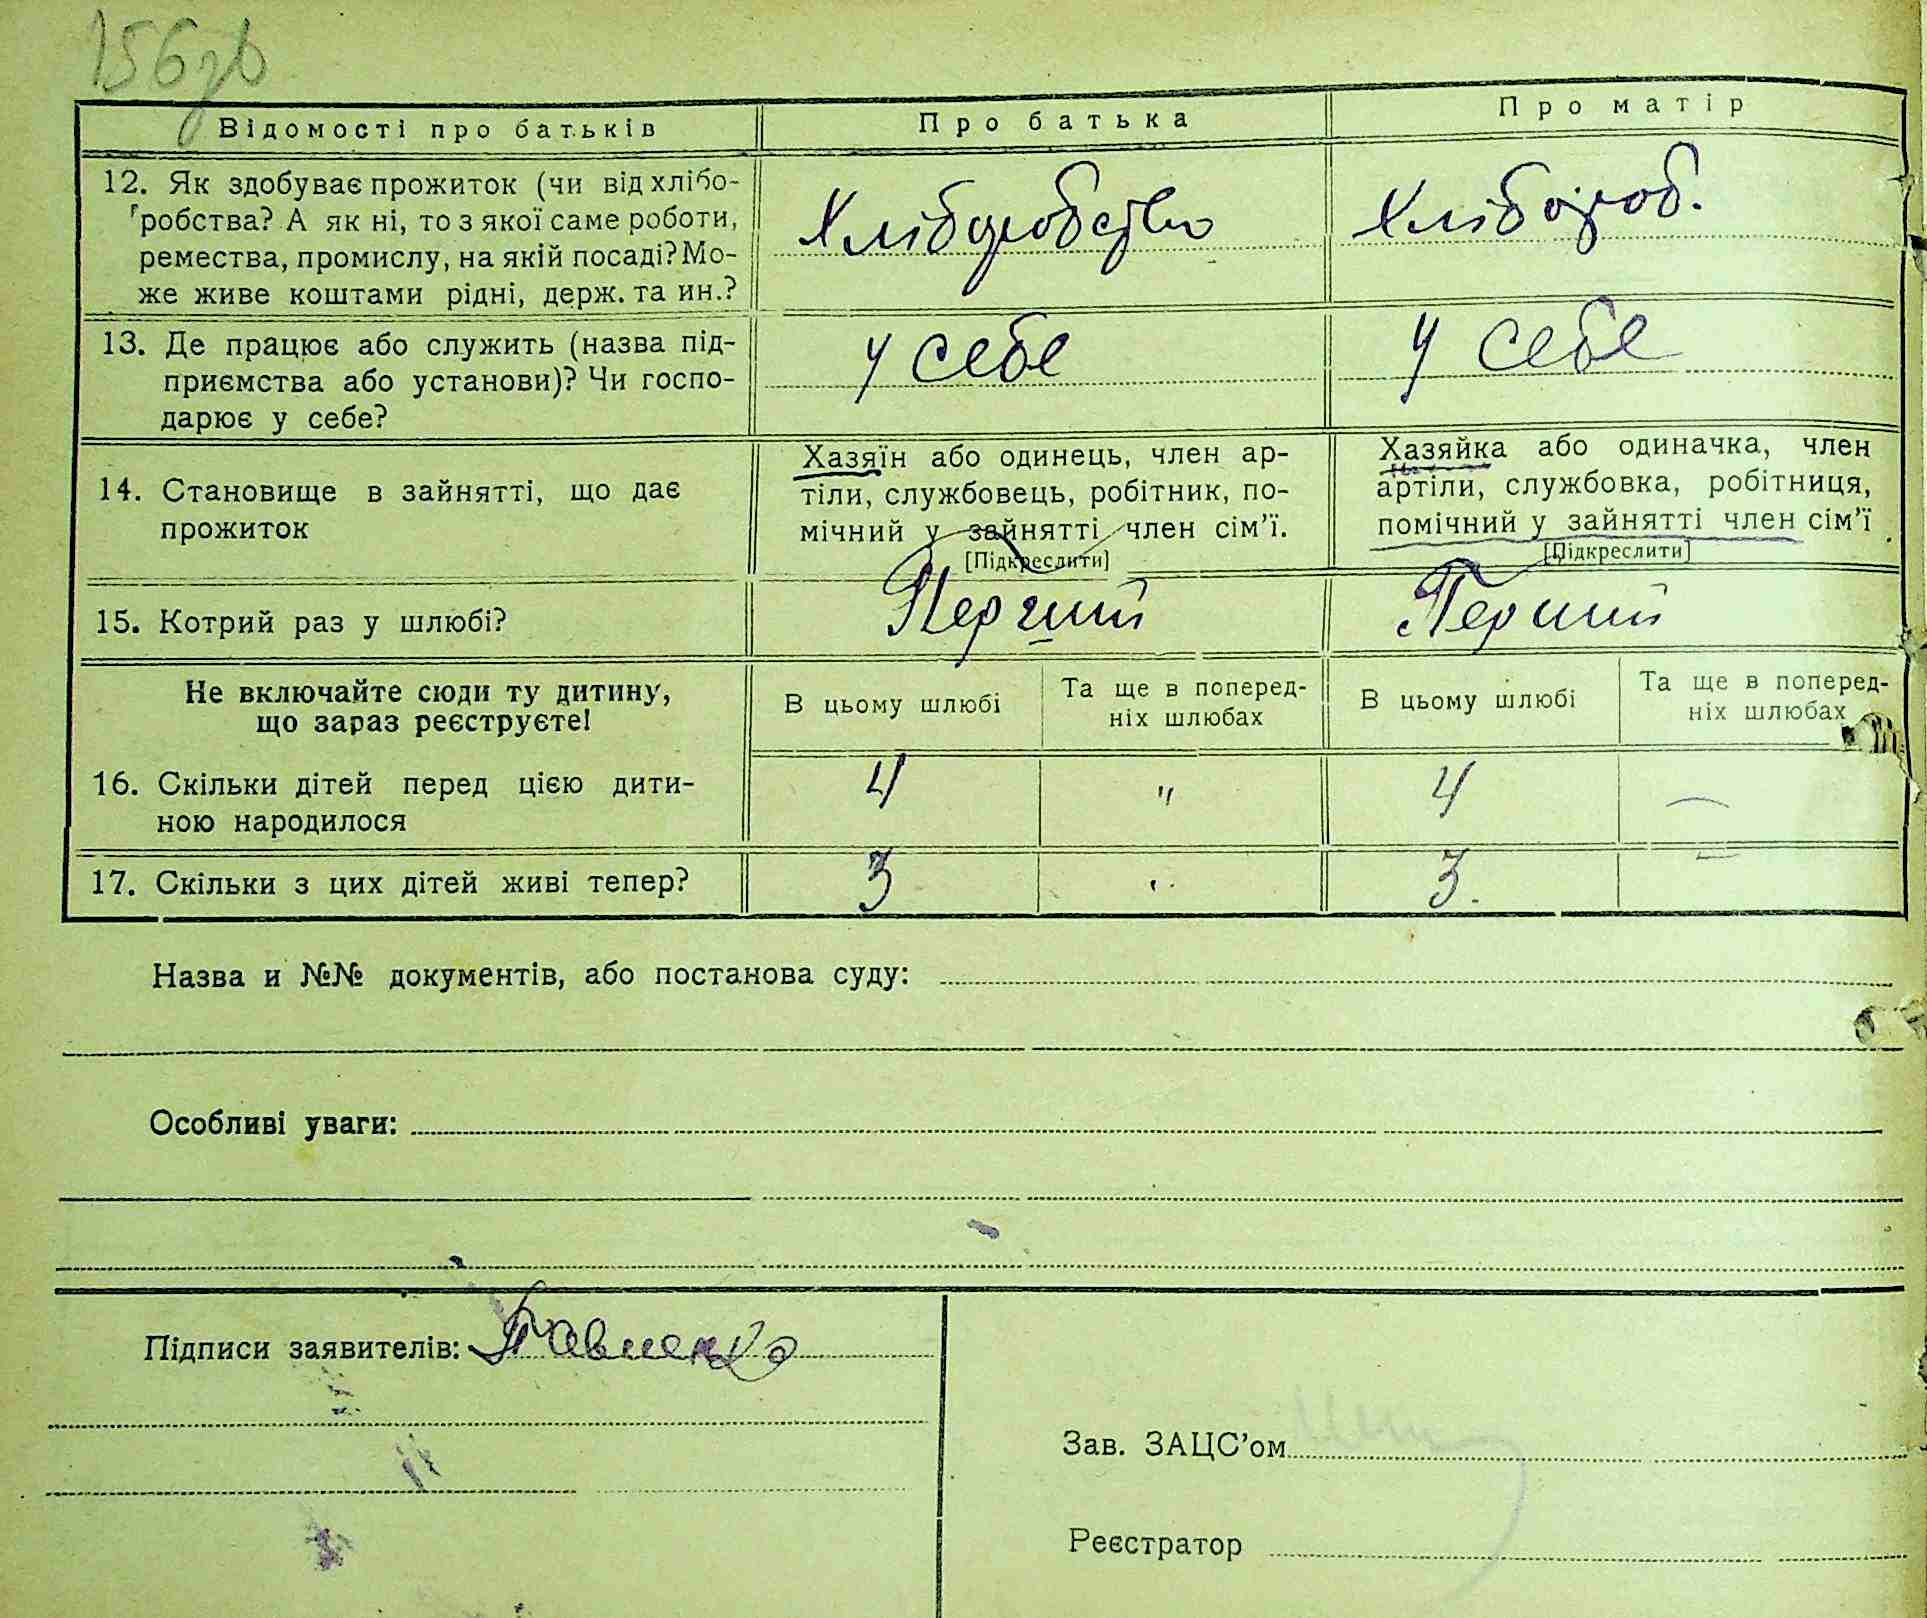 156зв
Відомості про батьків
Про батька
Про матір
12. Як здобуває прожиток (чи від хлібо-
робства? А як ні, то з якої саме роботи,
ремества, промислу, на якій посаді? Мо-
же живе коштами рідні, держ. та ин.?
Хліборобство
Хлібороб.
13. Де працює або служить (назва під-
приємства або установи)? Чи госпо-
дарює у себе?
у себе
у себе
14. Становище в зайнятті, що дає
прожиток
Хазяїн або одинець, член ар-
тіли, службовець, робітник, по-
мічний у зайнятті член сім’ї.
[Підкреслити]
Хазяйка або одиначка, член
артіли, службовка, робітниця,
помічний у зайнятті член сім’ї
[Підкреслити]
15. Котрий раз у шлюбі?
Перший
Перший
Не включайте сюди ту дитину,
що зараз реєструєте!
В цьому шлюбі
Та ще в поперед-
ніх шлюбах
В цьому шлюбі
Та ще в поперед-
ніх шлюбах
16. Скільки дітей перед цією дити-
ною народилося
4
"
4
—
17. Скільки з цих дітей живі тепер?
3
"
3.
—
Назва и №№ документів, або постанова суду:
Особливі уваги:
Підписи заявителів: Павленко
Зав. ЗАЦС’ом
Реєстратор